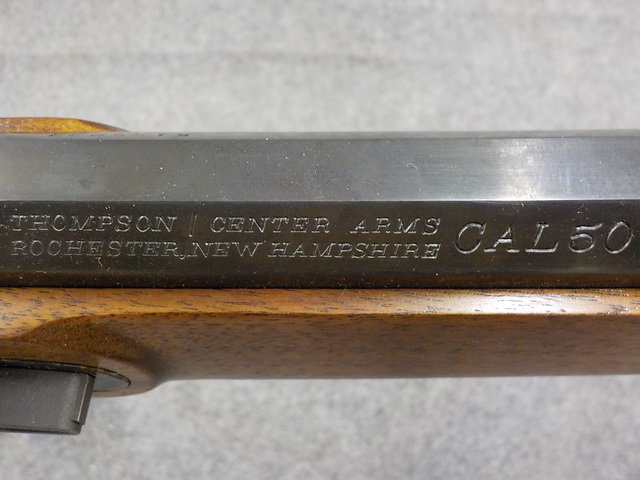 THOMPSON | CENTER ARMS
ROCHESTER, NEW HAMPSHIRE
CAL 50